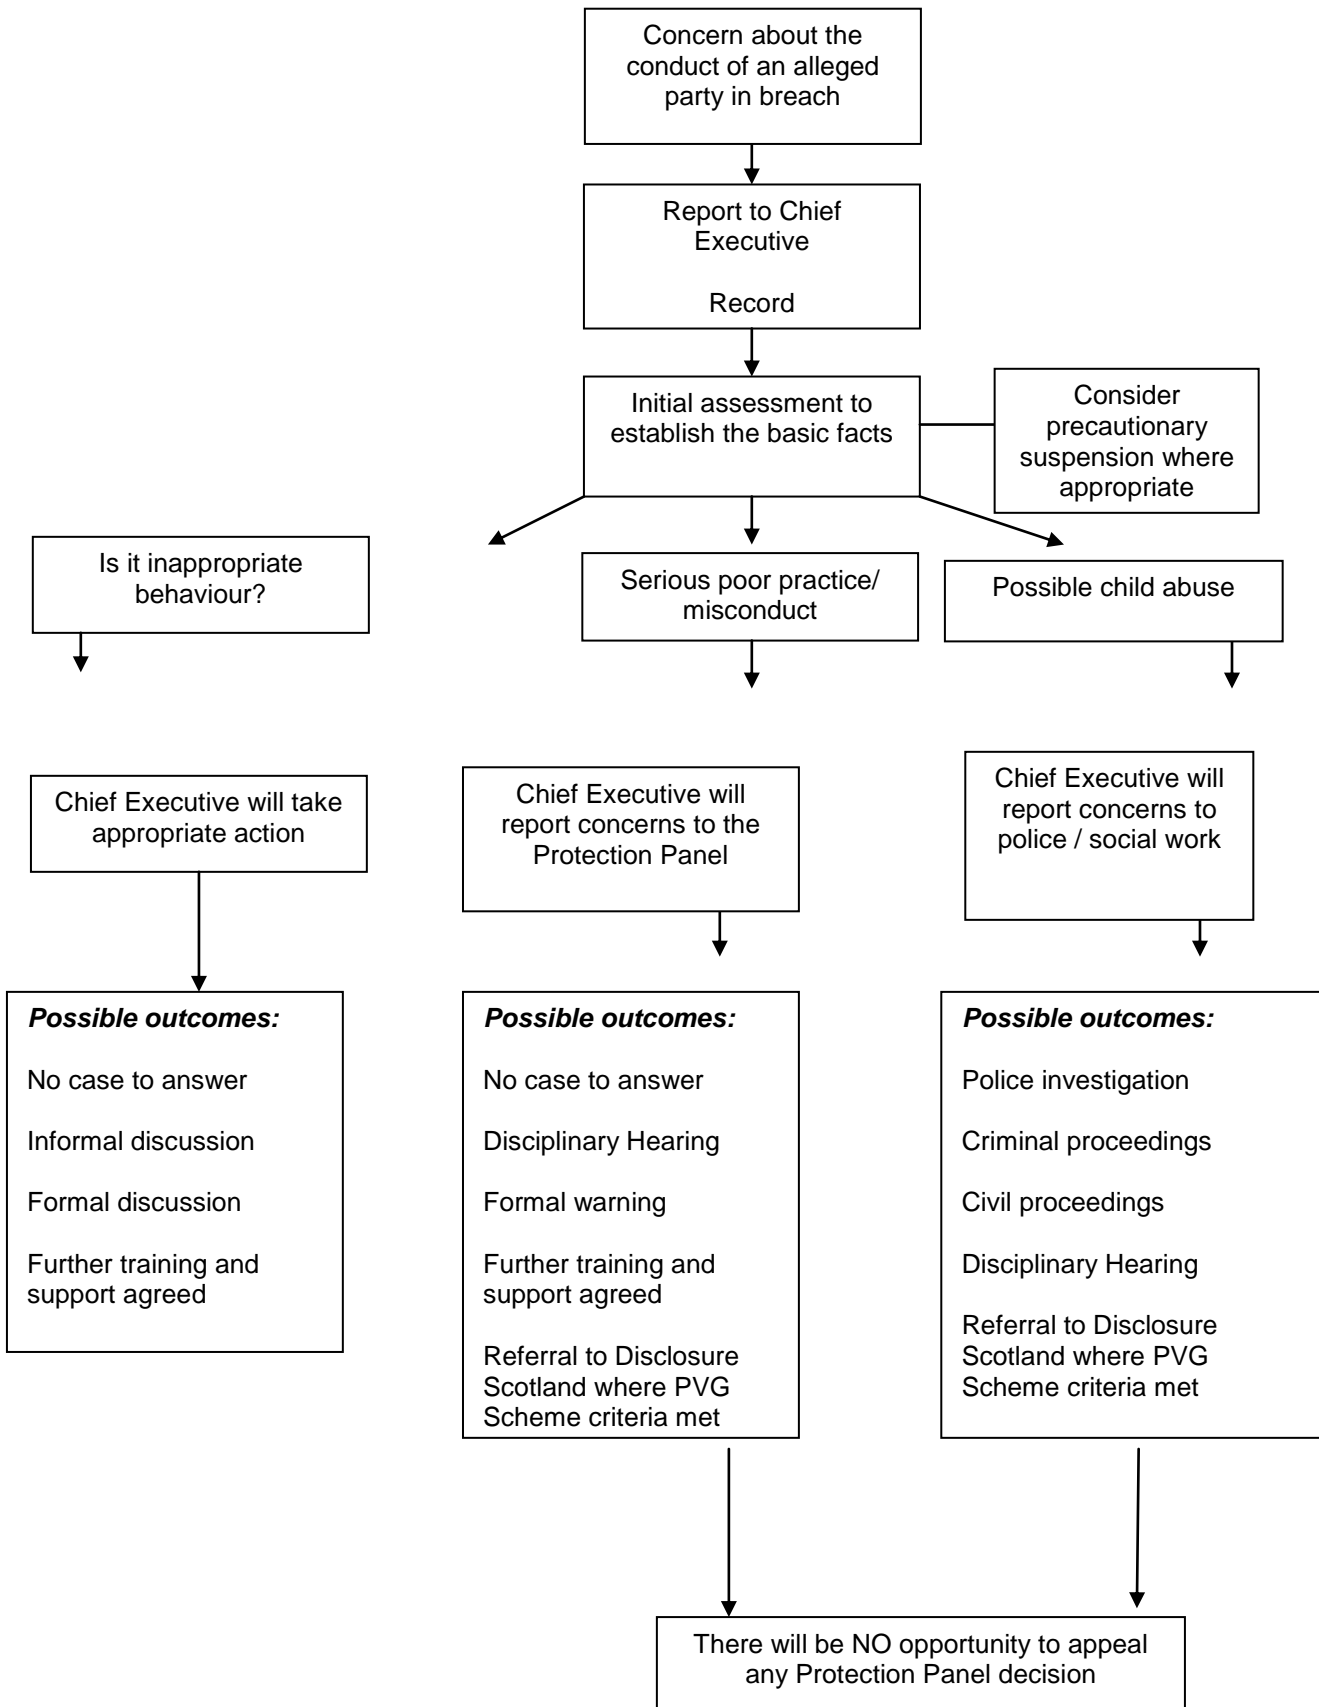 Concern about the
conduct of an alleged
party in breach
Report to Chief
Executive
Record
Initial assessment to
establish the basic facts
Consider
precautionary
suspension where
appropriate
Is it inappropriate
behaviour?
Serious poor practice/
misconduct
Possible child abuse
Chief Executive will take
appropriate action
Chief Executive will
report concerns to the
Protection Panel
Chief Executive will
report concerns to
police / social work
Possible outcomes:
No case to answer
Informal discussion
Formal discussion
Further training and
support agreed
Possible outcomes:
No case to answer
Disciplinary Hearing
Formal warning
Further training and
support agreed
Referral to Disclosure
Scotland where PVG
Scheme criteria met
Possible outcomes:
Police investigation
Criminal proceedings
Civil proceedings
Disciplinary Hearing
Referral to Disclosure
Scotland where PVG
Scheme criteria met
There will be NO opportunity to appeal
any Protection Panel decision